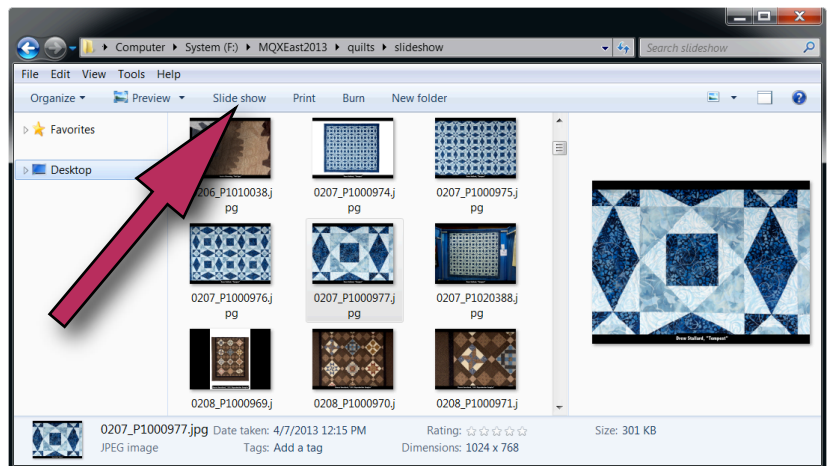 Computer ▸ System (F:) ▸ MQXEast2013 ▸ quilts ▸ slideshow
Search slideshow
File Edit View Tools Help
Organize Preview Slide show Print Burn New folder
Favorites
Desktop
0206_P1010038.j 0207_P1000974.j 0207_P1000975.j
pg pg
0207_P1000976.j 0207_P1000977.j 0207_P1020388.j
pg pg pg
Drew Stallard, "Tempest"
0208_P1000969.j 0208_P1000970.j 0208_P1000971.j
0207_P1000977.jpg Date taken: 4/7/2013 12:15 PM Rating: ☆☆☆☆☆ Size: 301 KB
JPEG image Tags: Add a tag Dimensions: 1024 x 768